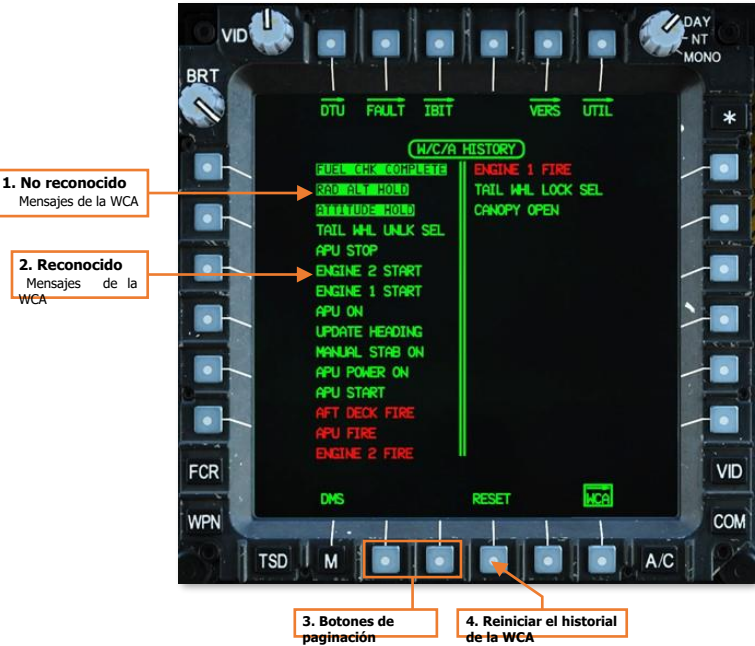 VID
DAY
NT
MONO
BRT
*
DTU FAULT IBIT VERS UTIL
W/C/A HISTORY
FUEL CHK COMPLETE
RAD ALT HOLD
ATTITUDE HOLD
TAIL WHL UNLK SEL
APU STOP
ENGINE 2 START
ENGINE 1 START
APU ON
UPDATE HEADING
MANUAL STAB ON
APU POWER ON
APU START
AFT DECK FIRE
APU FIRE
ENGINE 2 FIRE
ENGINE 1 FIRE
TAIL WHL LOCK SEL
CANOPY OPEN
1. No reconocido
Mensajes de la WCA
2. Reconocido
Mensajes de la
WCA
FCR
VID
DMS RESET WCA
WPN
COM
TSD M A/C
3. Botones de
paginación
4. Reiniciar el historial
de la WCA